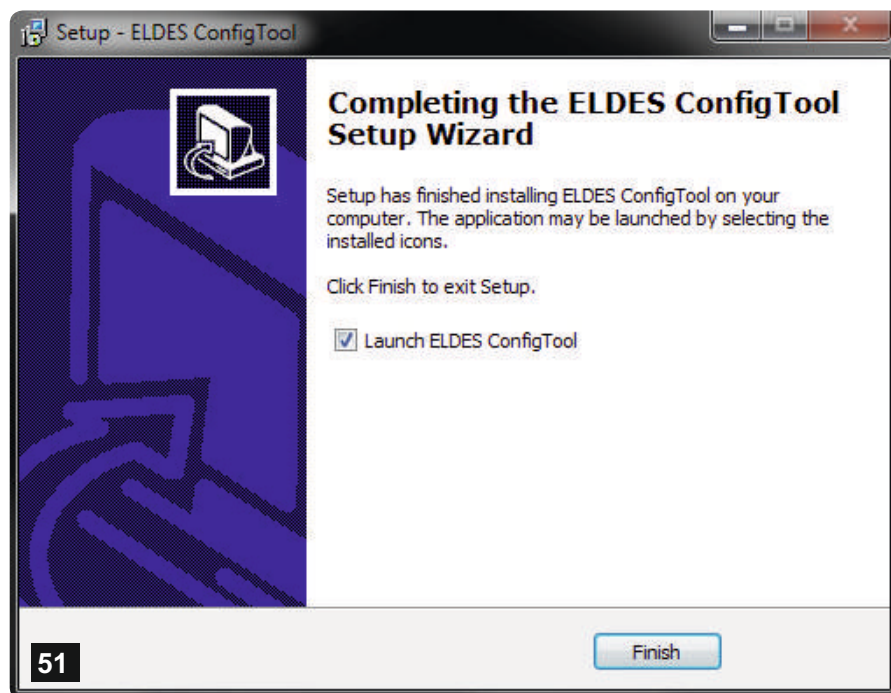 Setup - ELDES ConfigTool
Completing the ELDES ConfigTool
Setup Wizard
Setup has finished installing ELDES ConfigTool on your
computer. The application may be launched by selecting the
installed icons.
Click Finish to exit Setup.
Launch ELDES ConfigTool
Finish
51